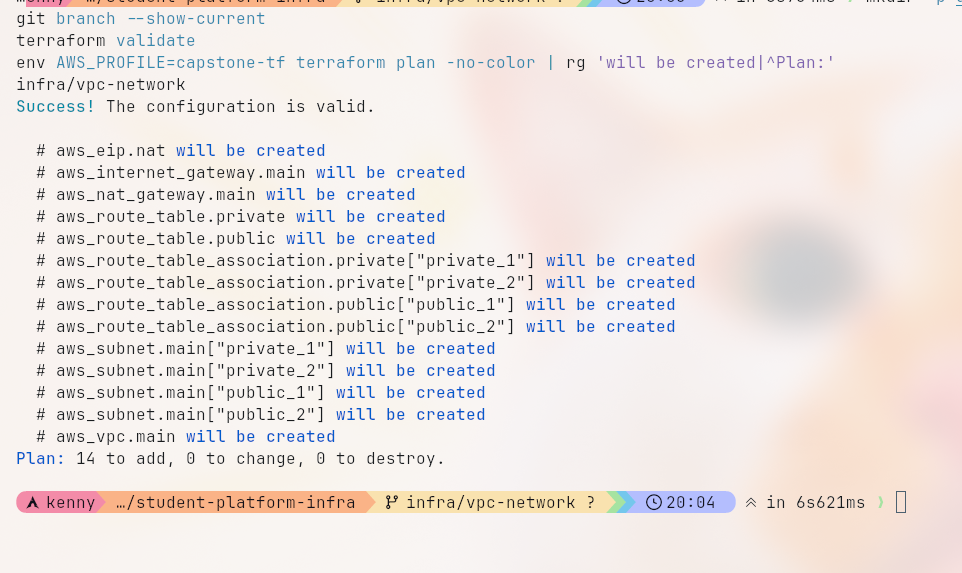 git branch --show-current
terraform validate
env AWS_PROFILE=capstone-tf terraform plan -no-color | rg 'will be created|^Plan:'
infra/vpc-network
Success! The configuration is valid.
# aws_eip.nat will be created
# aws_internet_gateway.main will be created
# aws_nat_gateway.main will be created
# aws_route_table.private will be created
# aws_route_table.public will be created
# aws_route_table_association.private["private_1"] will be created
# aws_route_table_association.private["private_2"] will be created
# aws_route_table_association.public["public_1"] will be created
# aws_route_table_association.public["public_2"] will be created
# aws_subnet.main["private_1"] will be created
# aws_subnet.main["private_2"] will be created
# aws_subnet.main["public_1"] will be created
# aws_subnet.main["public_2"] will be created
# aws_vpc.main will be created
Plan: 14 to add, 0 to change, 0 to destroy.
kenny …/student-platform-infra infra/vpc-network ? 20:04 in 6s621ms ⟩